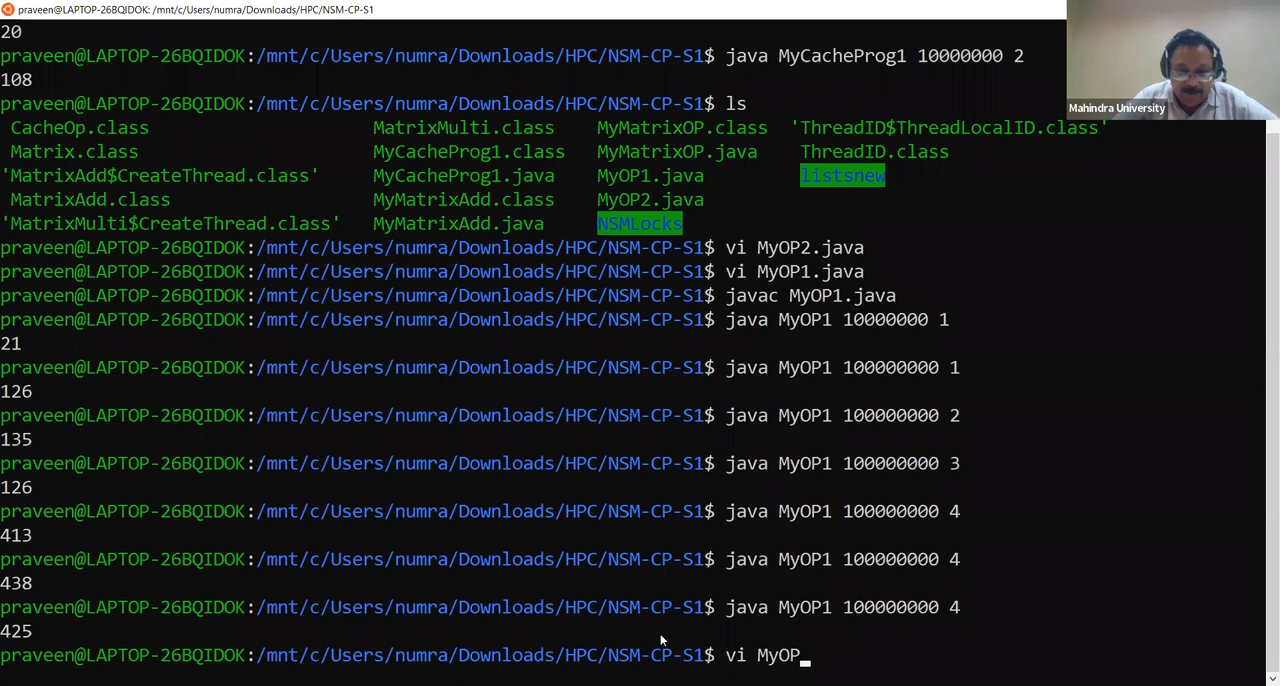 praveen@LAPTOP-26BQIDOK: /mnt/c/Users/numra/Downloads/HPC/NSM-CP-S1
20
praveen@LAPTOP-26BQIDOK:/mnt/c/Users/numra/Downloads/HPC/NSM-CP-S1$ java MyCacheProg1 10000000 2
108
Mahindra University
praveen@LAPTOP-26BQIDOK:/mnt/c/Users/numra/Downloads/HPC/NSM-CP-S1$ ls
CacheOp.class MatrixMulti.class MyMatrixOP.class 'ThreadID$ThreadLocalID.class'
Matrix.class MyCacheProg1.class MyMatrixOP.java ThreadID.class
'MatrixAdd$CreateThread.class' MyCacheProg1.java MyOP1.java listsnew
MatrixAdd.class MyMatrixAdd.class MyOP2.java
'MatrixMulti$CreateThread.class' MyMatrixAdd.java NSMLocks
praveen@LAPTOP-26BQIDOK:/mnt/c/Users/numra/Downloads/HPC/NSM-CP-S1$ vi MyOP2.java
praveen@LAPTOP-26BQIDOK:/mnt/c/Users/numra/Downloads/HPC/NSM-CP-S1$ vi MyOP1.java
praveen@LAPTOP-26BQIDOK:/mnt/c/Users/numra/Downloads/HPC/NSM-CP-S1$ javac MyOP1.java
praveen@LAPTOP-26BQIDOK:/mnt/c/Users/numra/Downloads/HPC/NSM-CP-S1$ java MyOP1 10000000 1
21
praveen@LAPTOP-26BQIDOK:/mnt/c/Users/numra/Downloads/HPC/NSM-CP-S1$ java MyOP1 100000000 1
126
praveen@LAPTOP-26BQIDOK:/mnt/c/Users/numra/Downloads/HPC/NSM-CP-S1$ java MyOP1 100000000 2
135
praveen@LAPTOP-26BQIDOK:/mnt/c/Users/numra/Downloads/HPC/NSM-CP-S1$ java MyOP1 100000000 3
126
praveen@LAPTOP-26BQIDOK:/mnt/c/Users/numra/Downloads/HPC/NSM-CP-S1$ java MyOP1 100000000 4
413
praveen@LAPTOP-26BQIDOK:/mnt/c/Users/numra/Downloads/HPC/NSM-CP-S1$ java MyOP1 100000000 4
438
praveen@LAPTOP-26BQIDOK:/mnt/c/Users/numra/Downloads/HPC/NSM-CP-S1$ java MyOP1 100000000 4
425
praveen@LAPTOP-26BQIDOK:/mnt/c/Users/numra/Downloads/HPC/NSM-CP-S1$ vi MyOP